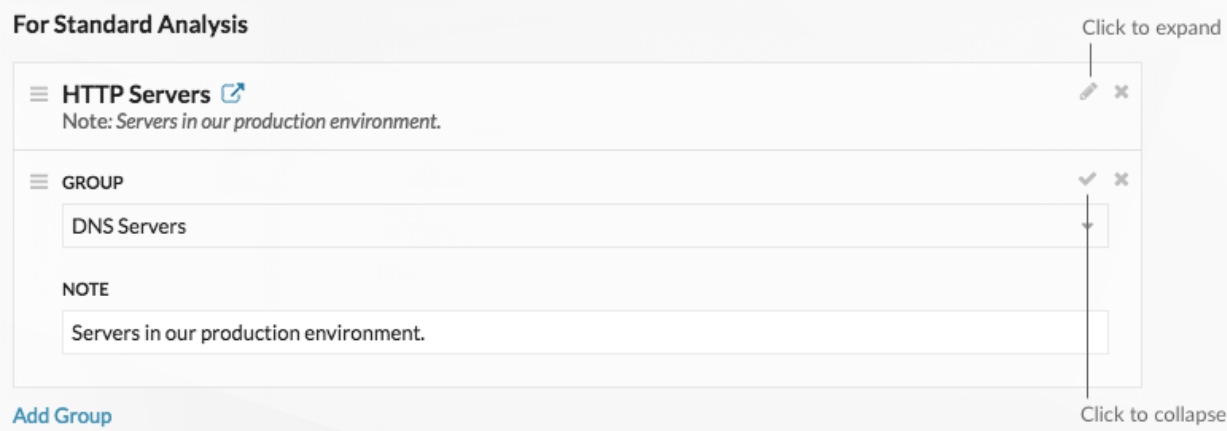 For Standard Analysis
Click to expand
HTTP Servers
Note: Servers in our production environment.
GROUP
DNS Servers
NOTE
Servers in our production environment.
Add Group
Click to collapse